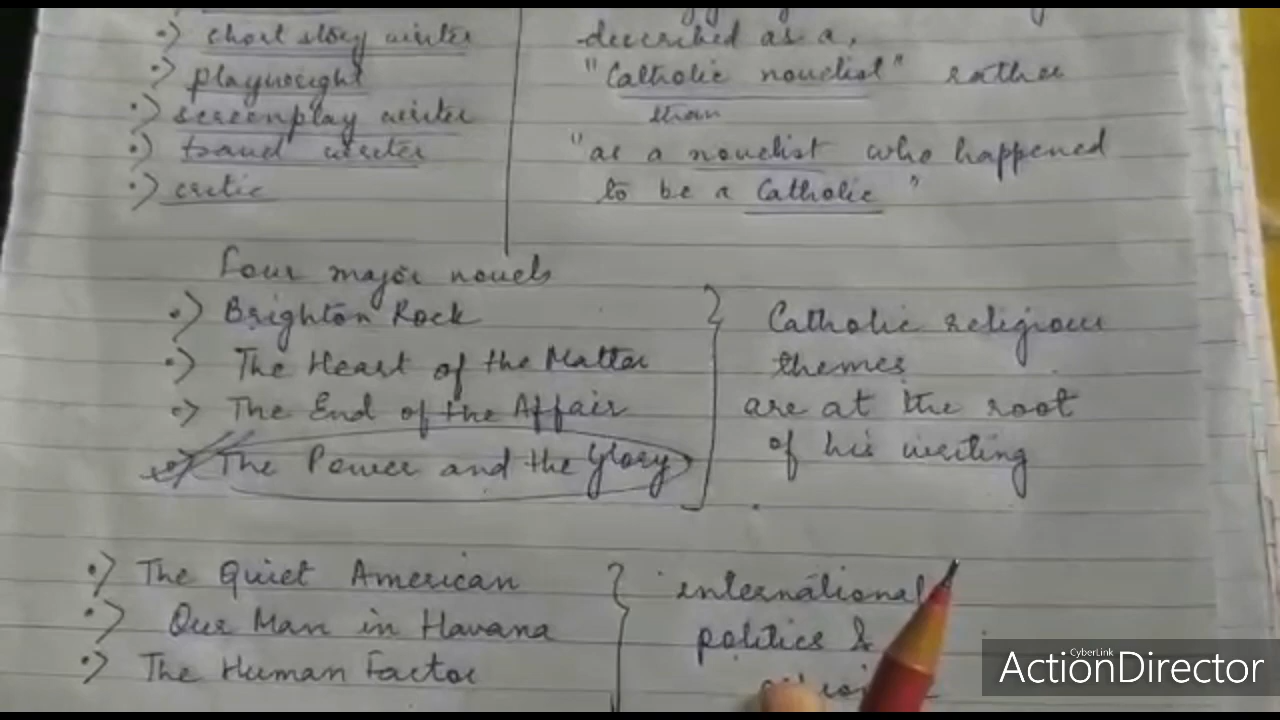 ·) short story writer
·) playwright
·) screenplay writer
·) travel writer
·) critic
described as a,
"Catholic novelist" rather
than
"as a novelist who happened
to be a Catholic"
Four major novels
·) Brighton Rock
·) The Heart of the Matter
·) The End of the Affair
·) The Power and the Glory
Catholic religious
themes
are at the root
of his writing
·) The Quiet American
·) Our Man in Havana
·) The Human Factor
international
politics &
CyberLink
ActionDirector